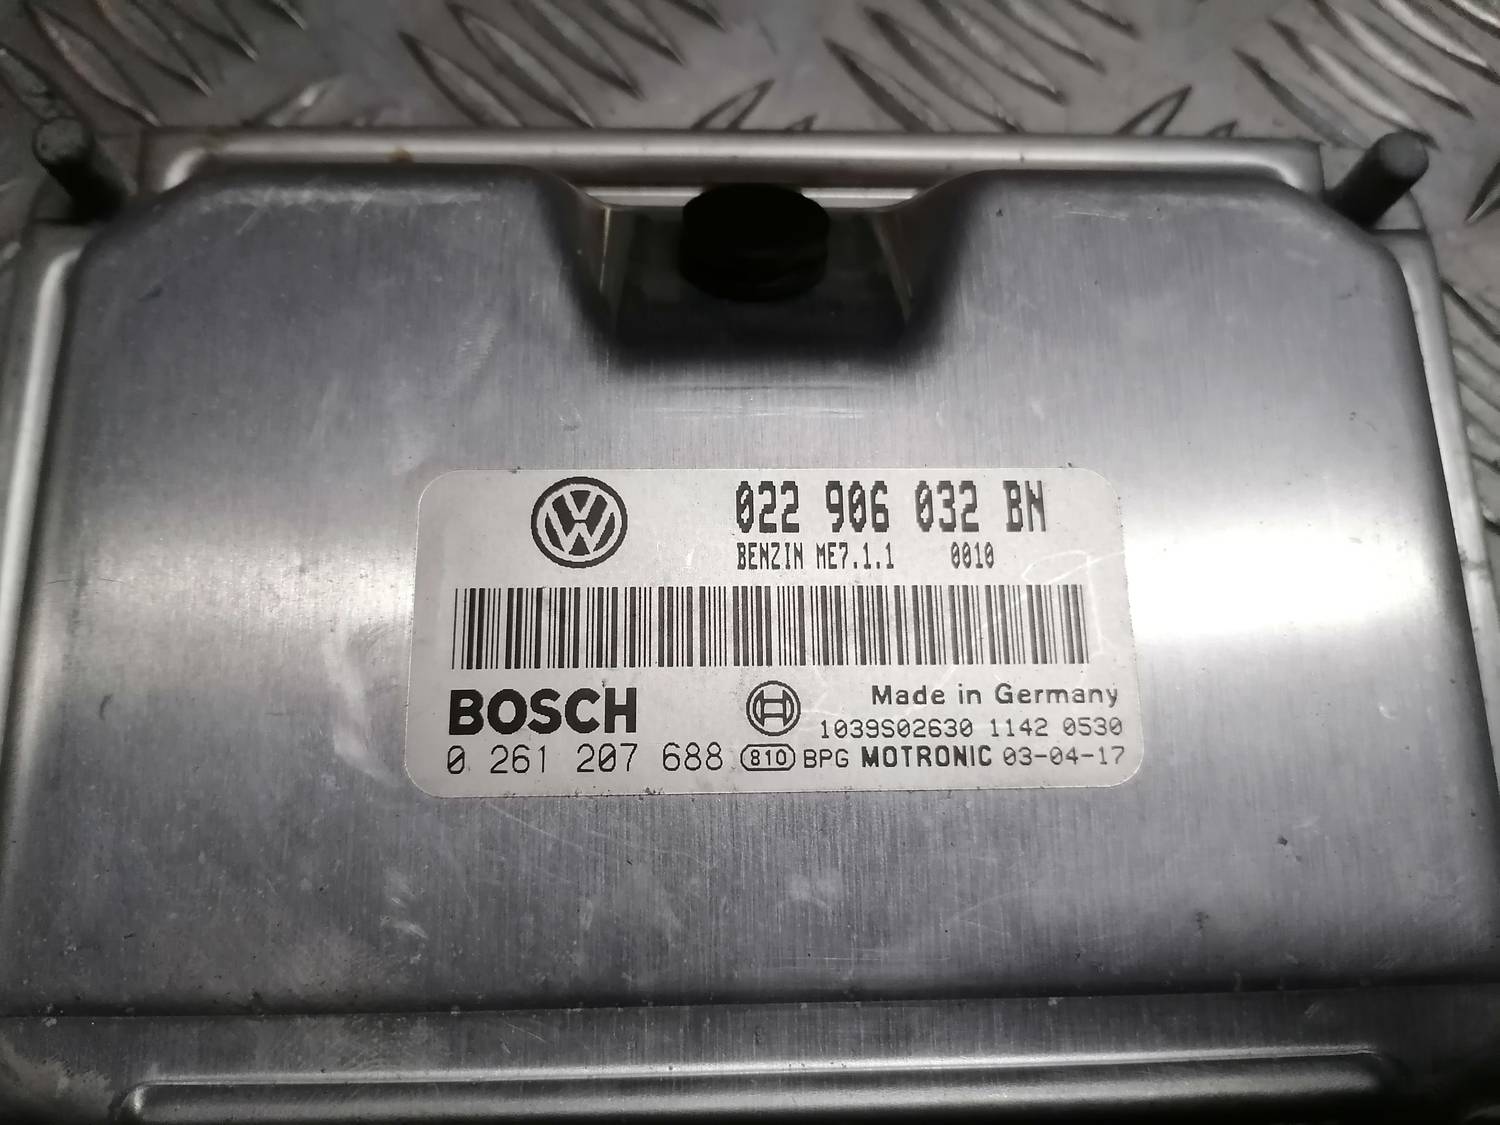 022 906 032 BN
BENZIN ME7.1.1 0010
BOSCH
Made in Germany
1039S02630 1142 0530
0 261 207 688 810 BPG MOTRONIC 03-04-17